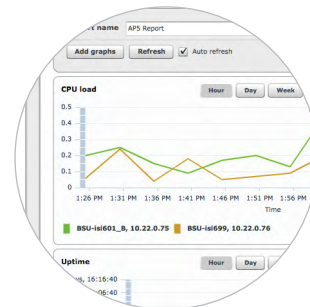 rt name AP5 Report
Add graphs Refresh Auto refresh
CPU load Hour Day Week
0.5
0.4
0.3
0.2
0.1
0
1:26 PM 1:31 PM 1:36 PM 1:41 PM 1:46 PM 1:51 PM 1:56 PM
Time
BSU-isi601_B, 10.22.0.75 BSU-isi699, 10.22.0.76
Uptime Hour Day
s, 16:16:40
06:40